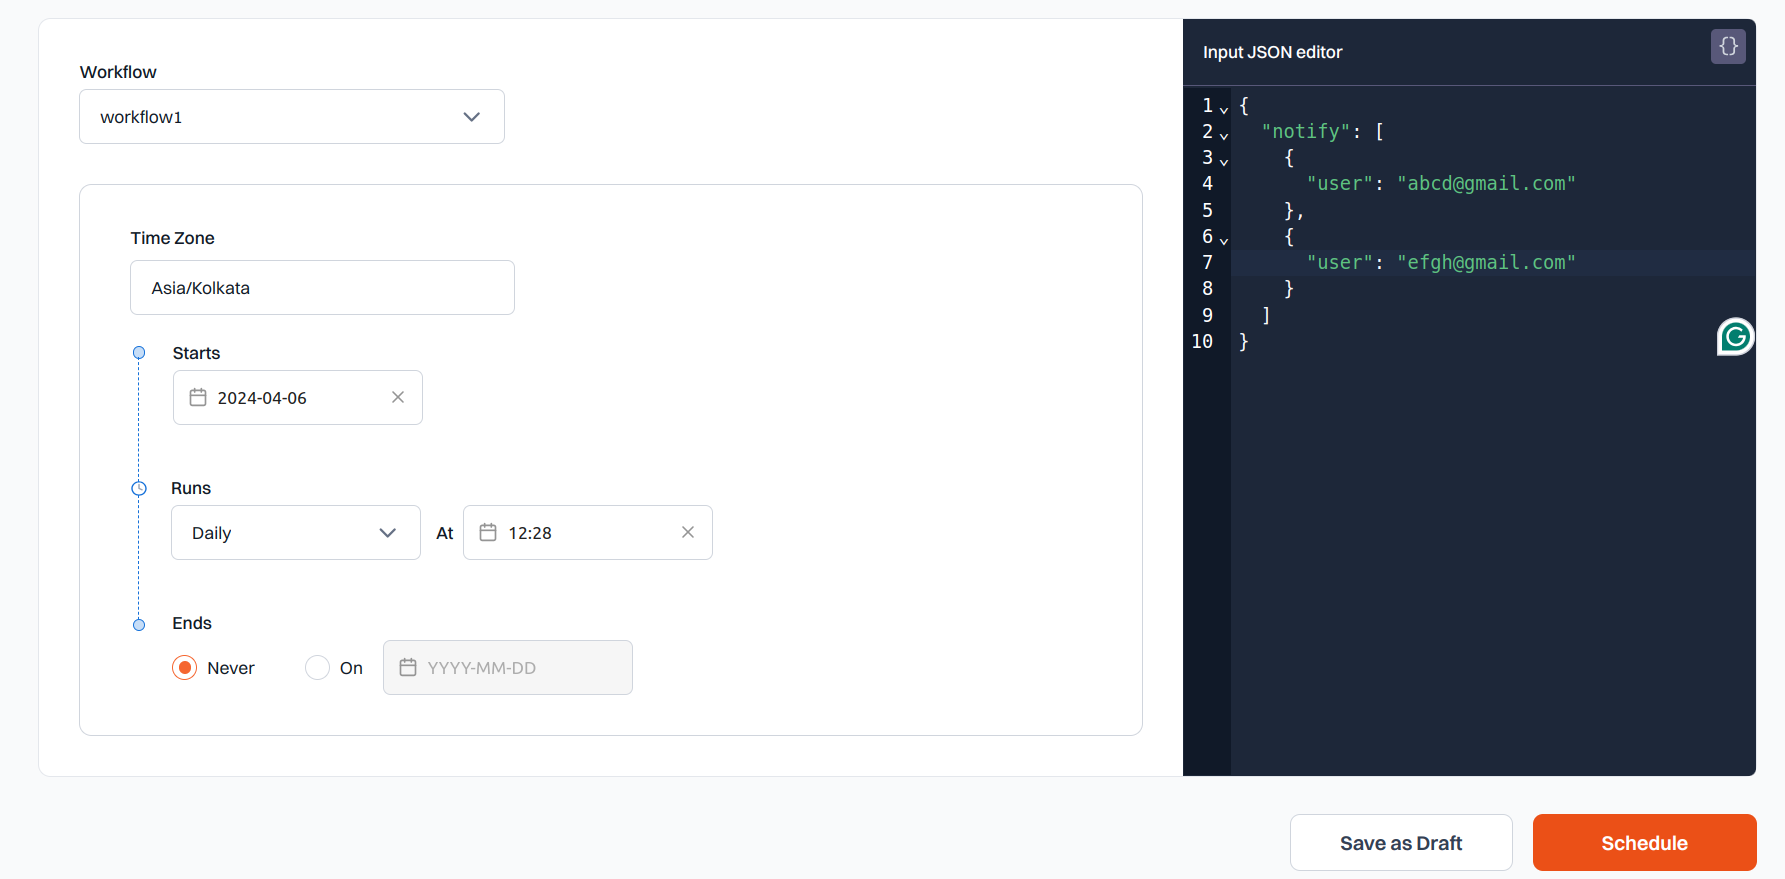 Workflow
workflow1
Time Zone
Asia/Kolkata
Starts
2024-04-06
Runs
Daily
At
12:28
Ends
Never
On
YYYY-MM-DD
Input JSON editor
{}
1 {
2 "notify": [
3 {
4 "user": "abcd@gmail.com"
5 },
6 {
7 "user": "efgh@gmail.com"
8 }
9 ]
10 }
Save as Draft
Schedule